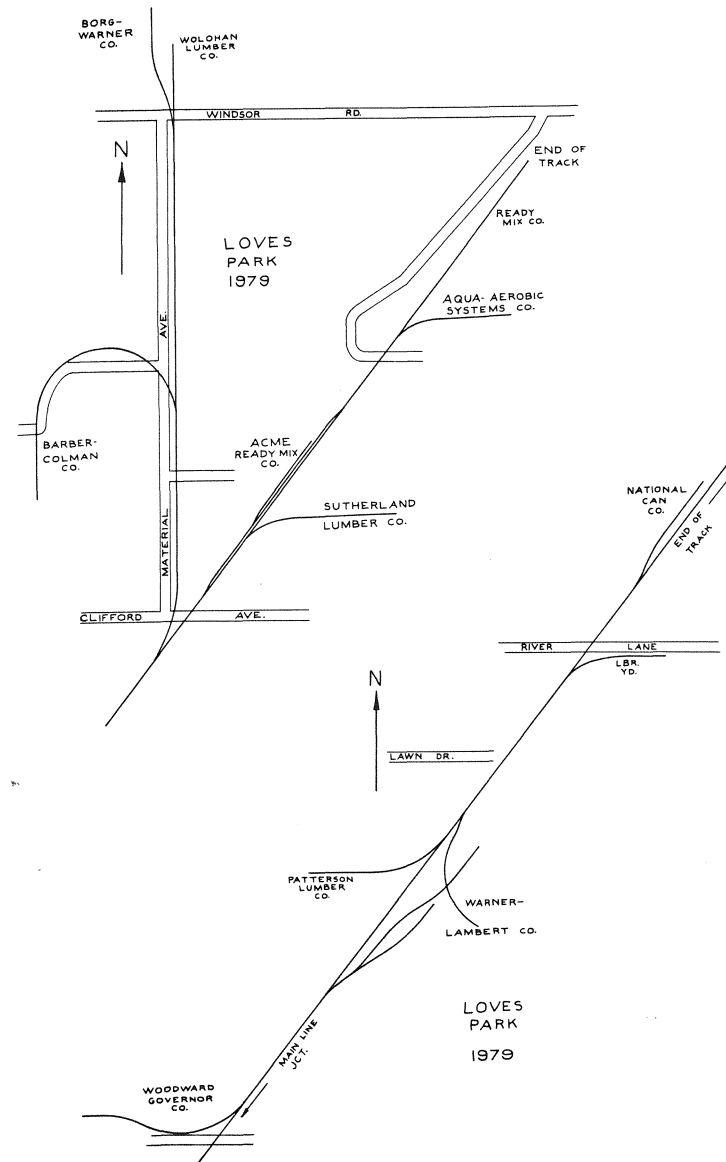 BORG-
WARNER
CO.
WOLOHAN
LUMBER
CO.
WINDSOR RD.
N
END OF
TRACK
READY
MIX CO.
LOVES
PARK
1979
AQUA-AEROBIC
SYSTEMS CO.
AVE.
BARBER-
COLMAN
CO.
ACME
READY MIX
CO.
SUTHERLAND
LUMBER CO.
MATERIAL
CLIFFORD AVE.
NATIONAL
CAN
CO.
END OF
TRACK
RIVER LANE
LBR.
YD.
N
LAWN DR.
PATTERSON
LUMBER
CO.
WARNER-
LAMBERT CO.
LOVES
PARK
1979
MAIN LINE
JCT.
WOODWARD
GOVERNOR
CO.